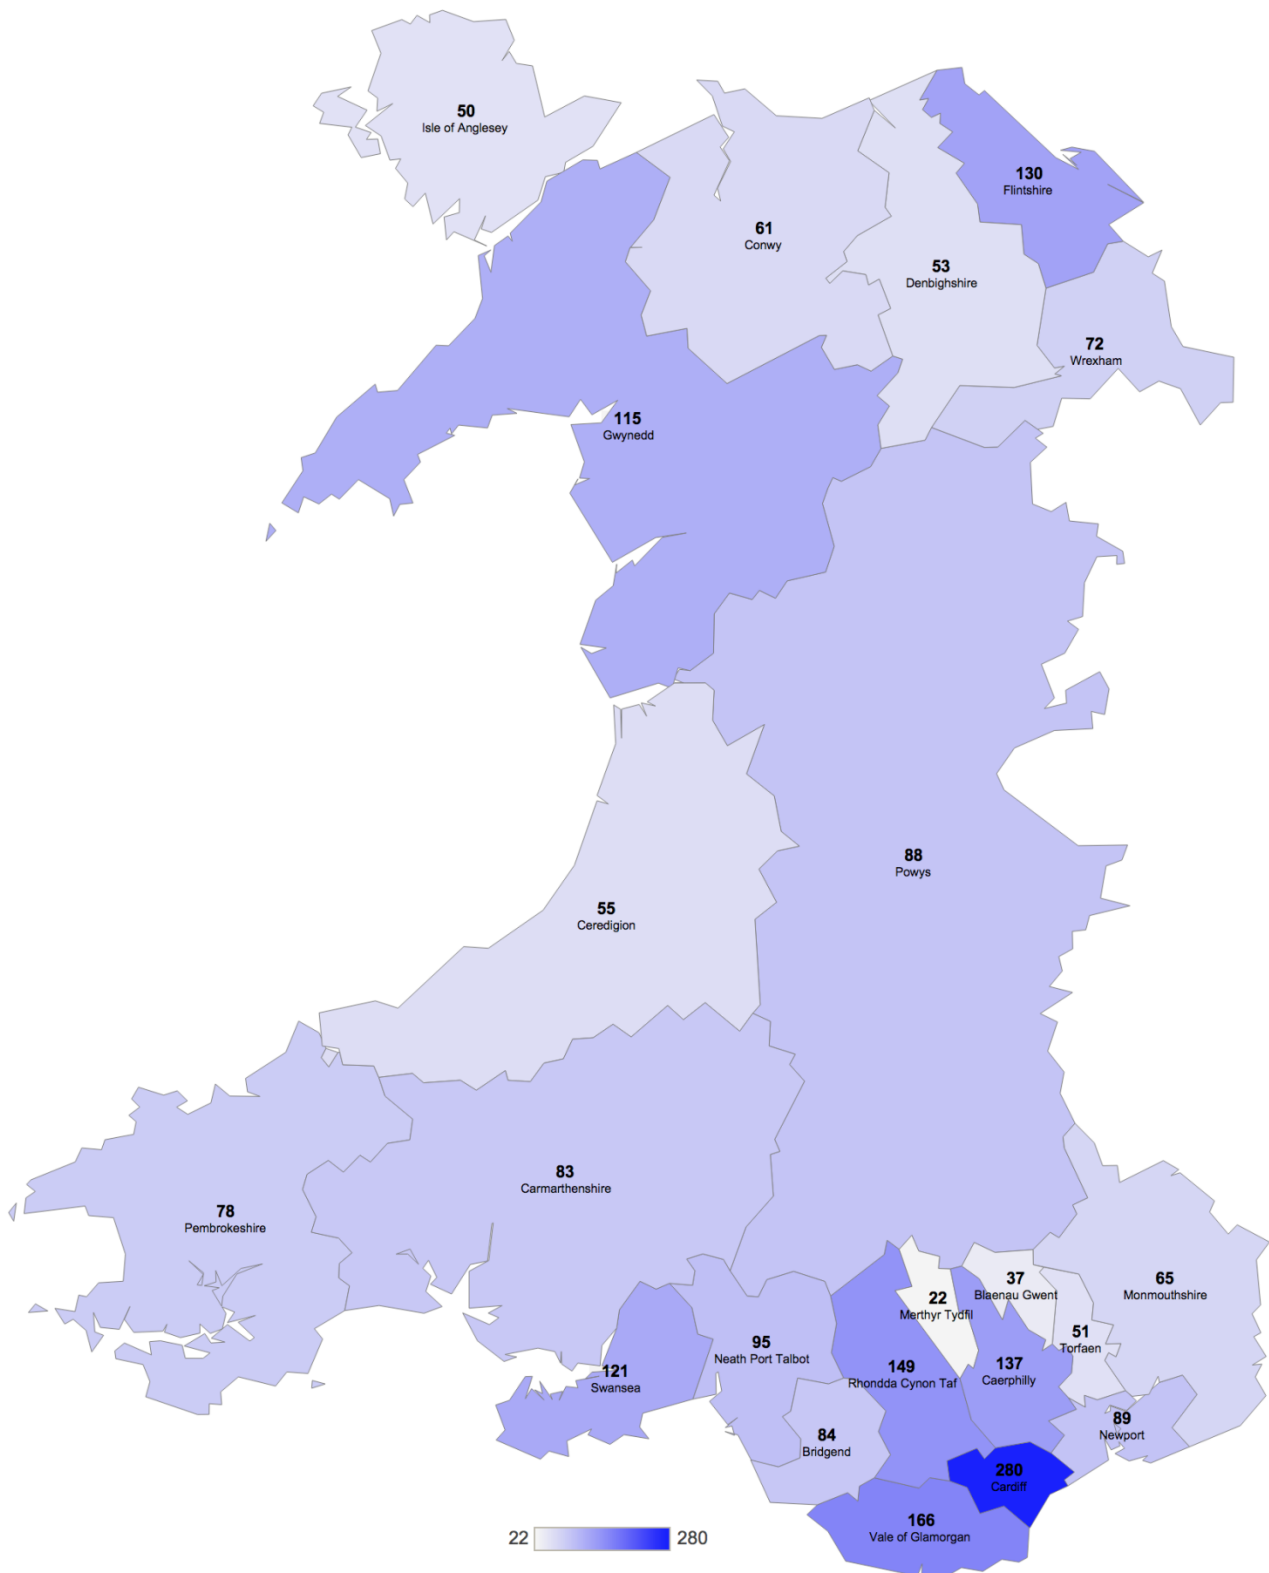 50
Isle of Anglesey
130
Flintshire
61
Conwy
53
Denbighshire
72
Wrexham
115
Gwynedd
88
Powys
55
Ceredigion
83
Carmarthenshire
78
Pembrokeshire
37
Blaenau Gwent
65
Monmouthshire
22
Merthyr Tydfil
51
Torfaen
95
Neath Port Talbot
149
Rhondda Cynon Taf
137
Caerphilly
121
Swansea
89
Newport
84
Bridgend
280
Cardiff
166
Vale of Glamorgan
22 280